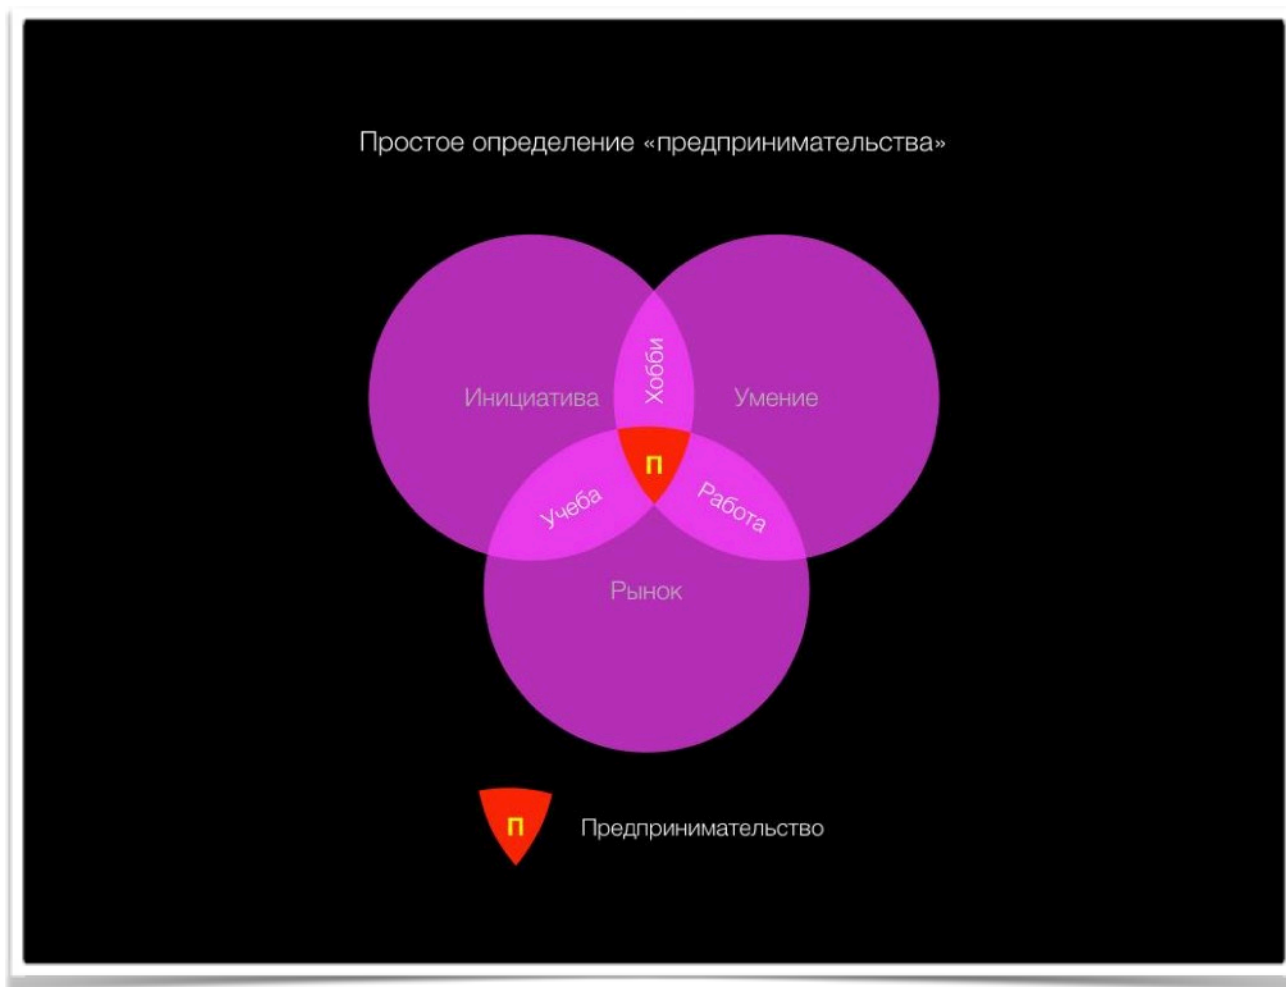 Простое определение «предпринимательства»
Хобби
Инициатива
Умение
П
Учеба
Работа
Рынок
П
Предпринимательство